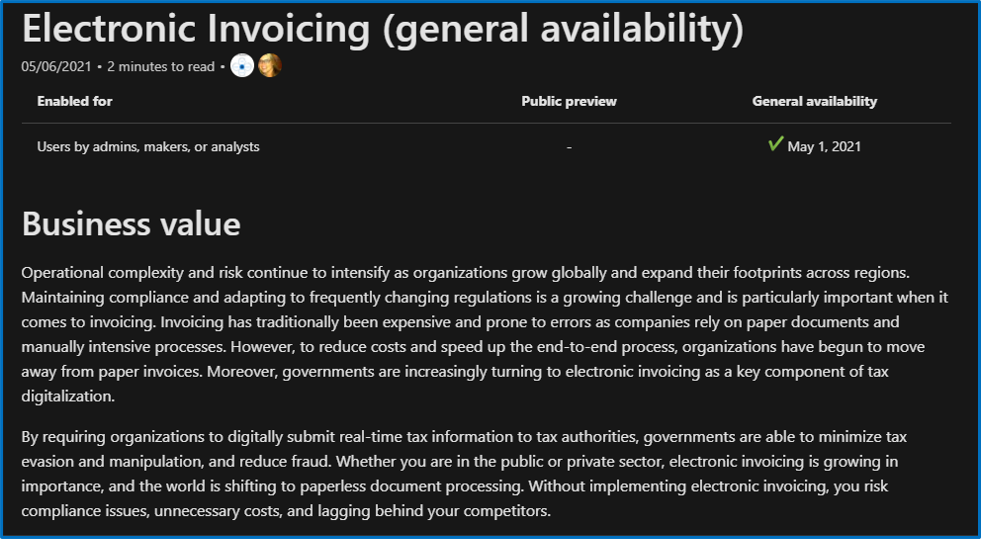 Electronic Invoicing (general availability)
05/06/2021 • 2 minutes to read •
Enabled for Public preview General availability
Users by admins, makers, or analysts - May 1, 2021
Business value
Operational complexity and risk continue to intensify as organizations grow globally and expand their footprints across regions.
Maintaining compliance and adapting to frequently changing regulations is a growing challenge and is particularly important when it
comes to invoicing. Invoicing has traditionally been expensive and prone to errors as companies rely on paper documents and
manually intensive processes. However, to reduce costs and speed up the end-to-end process, organizations have begun to move
away from paper invoices. Moreover, governments are increasingly turning to electronic invoicing as a key component of tax
digitalization.
By requiring organizations to digitally submit real-time tax information to tax authorities, governments are able to minimize tax
evasion and manipulation, and reduce fraud. Whether you are in the public or private sector, electronic invoicing is growing in
importance, and the world is shifting to paperless document processing. Without implementing electronic invoicing, you risk
compliance issues, unnecessary costs, and lagging behind your competitors.